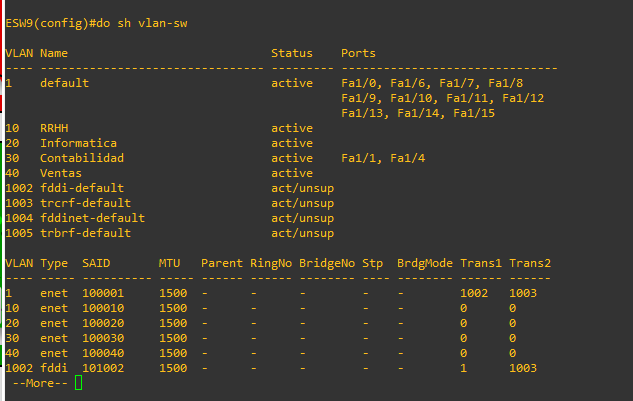 ESW9(config)#do sh vlan-sw
VLAN Name                             Status    Ports
---- -------------------------------- --------- -------------------------------
1    default                          active    Fa1/0, Fa1/6, Fa1/7, Fa1/8
                                                Fa1/9, Fa1/10, Fa1/11, Fa1/12
                                                Fa1/13, Fa1/14, Fa1/15
10   RRHH                             active
20   Informatica                      active
30   Contabilidad                     active    Fa1/1, Fa1/4
40   Ventas                           active
1002 fddi-default                     act/unsup
1003 trcrf-default                    act/unsup
1004 fddinet-default                  act/unsup
1005 trbrf-default                    act/unsup
VLAN Type  SAID       MTU   Parent RingNo BridgeNo Stp  BrdgMode Trans1 Trans2
---- ----- ---------- ----- ------ ------ -------- ---- -------- ------ ------
1    enet  100001     1500  -      -      -        -    -        1002   1003
10   enet  100010     1500  -      -      -        -    -        0      0
20   enet  100020     1500  -      -      -        -    -        0      0
30   enet  100030     1500  -      -      -        -    -        0      0
40   enet  100040     1500  -      -      -        -    -        0      0
1002 fddi  101002     1500  -      -      -        -    -        1      1003
 --More--